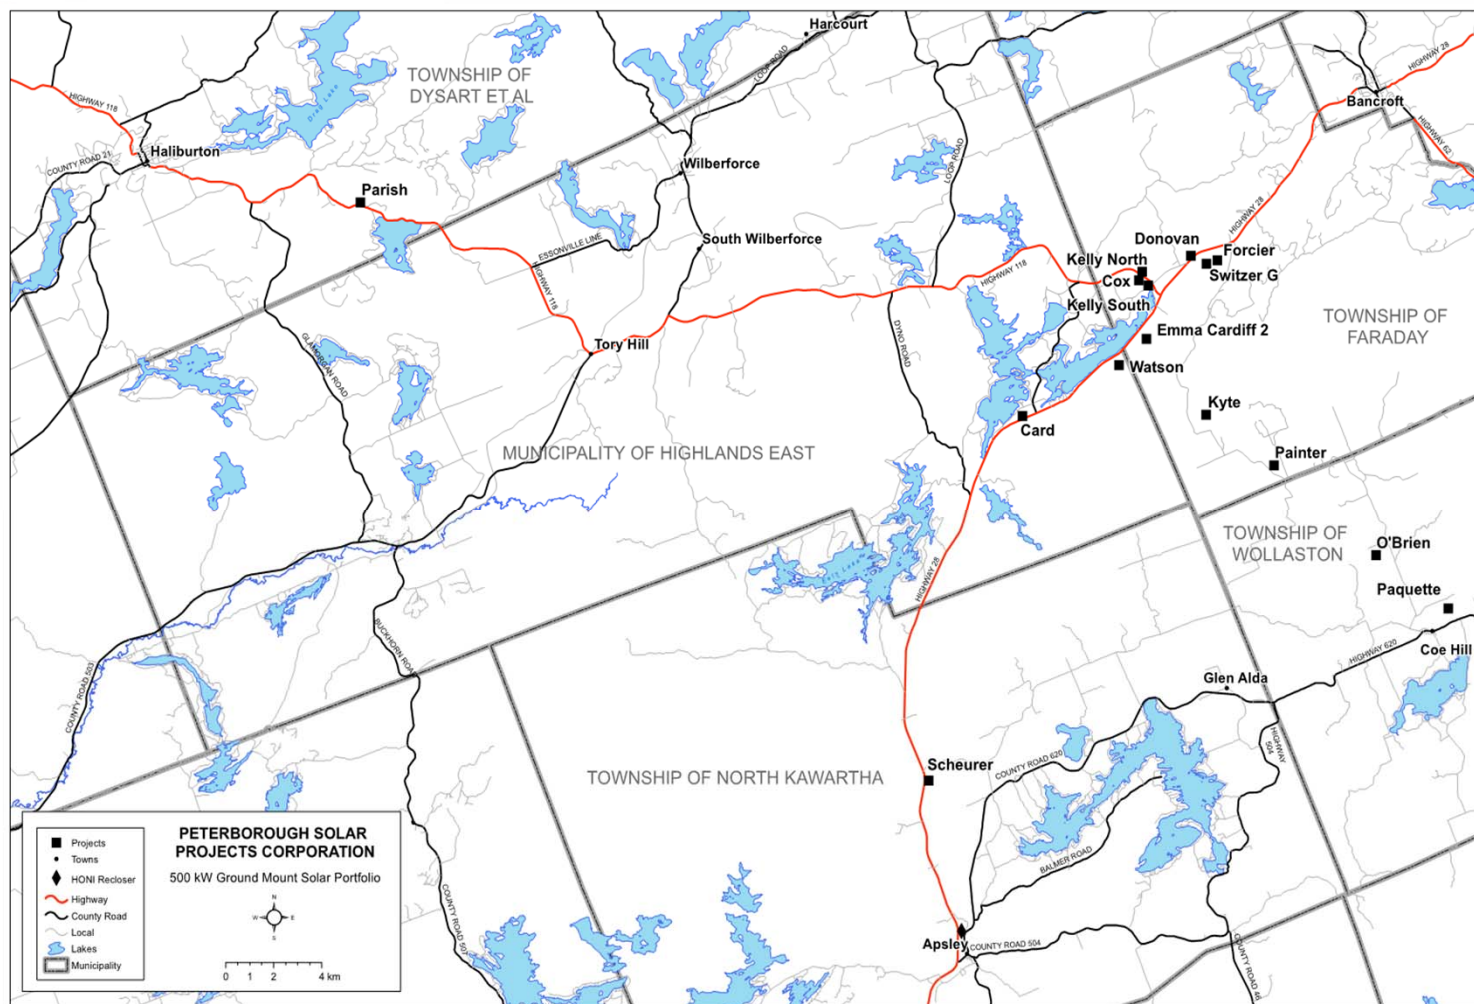 Harcourt
TOWNSHIP OF
DYSART ET AL
LOOP ROAD
HIGHWAY 28
HIGHWAY 118
Drag Lake
Bancroft
HIGHWAY 62
Haliburton
COUNTY ROAD 21
Wilberforce
LOOP ROAD
Parish
HIGHWAY 28
South Wilberforce
Donovan
ESSONVILLE LINE
Forcier
Kelly North
Switzer G
HIGHWAY 118
HIGHWAY 118
Cox
Kelly South
TOWNSHIP OF
FARADAY
Emma Cardiff 2
DYNO ROAD
Tory Hill
GLAMORGAN ROAD
Watson
Kyte
Card
MUNICIPALITY OF HIGHLANDS EAST
Painter
TOWNSHIP OF
WOLLASTON
O'Brien
HIGHWAY 28
Paquette
BUCKHORN ROAD
Coe Hill
HIGHWAY 620
COUNTY ROAD 503
Glen Alda
HIGHWAY
504
Scheurer
COUNTY ROAD 620
TOWNSHIP OF NORTH KAWARTHA
BALMER ROAD
Apsley
COUNTY ROAD 504
COUNTY ROAD 46
COUNTY ROAD 507
PETERBOROUGH SOLAR
PROJECTS CORPORATION
500 kW Ground Mount Solar Portfolio
Projects
Towns
HONI Recloser
Highway
County Road
Local
Lakes
Municipality
N
W E
S
0 1 2 4 km